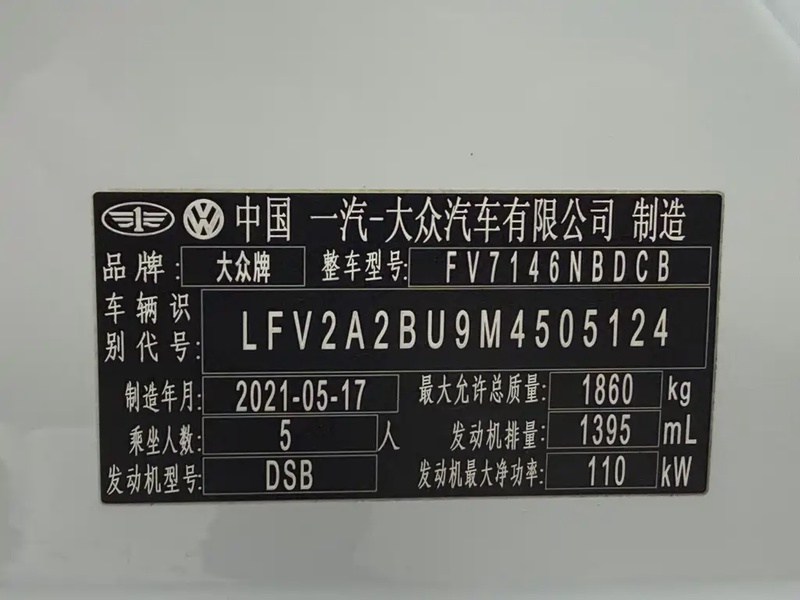 中国 一汽-大众汽车有限公司 制造
品牌: 大众牌 整车型号: FV7146NBDCB
车辆识别代号: LFV2A2BU9M4505124
制造年月: 2021-05-17 最大允许总质量: 1860 kg
乘坐人数: 5 人 发动机排量: 1395 mL
发动机型号: DSB 发动机最大净功率: 110 kW